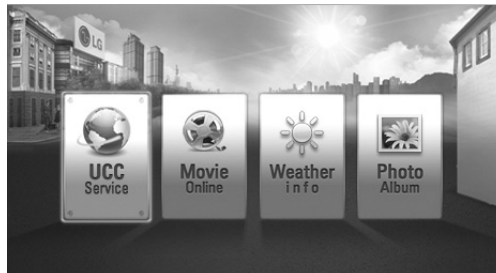 LG
UCC
Service
Movie
Online
Weather
info
Photo
Album